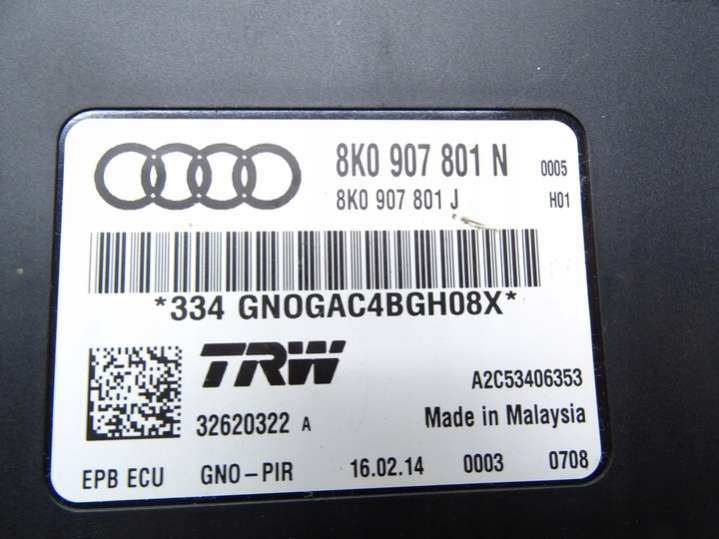 8K0 907 801 N 0005
8K0 907 801 J H01
*334 GNOGAC4BGH08X*
TRW A2C53406353
32620322 A Made in Malaysia
EPB ECU GNO-PIR 16.02.14 0003 0708